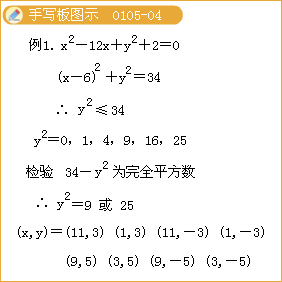 手写板图示 0105-04
例1. x²－12x＋y²＋2＝0
(x－6)²＋y²＝34
∴ y²≤34
y²＝0, 1, 4, 9, 16, 25
检验 34－y²为完全平方数
∴ y²＝9 或 25
(x,y)＝(11,3) (1,3) (11,－3) (1,－3)
(9,5) (3,5) (9,－5) (3,－5)